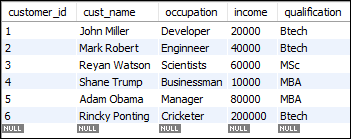 customer_id cust_name occupation income qualification
1 John Miller Developer 20000 Btech
2 Mark Robert Enginneer 40000 Btech
3 Reyan Watson Scientists 60000 MSc
4 Shane Trump Businessman 10000 MBA
5 Adam Obama Manager 80000 MBA
6 Rincky Ponting Cricketer 200000 Btech
NULL NULL NULL NULL NULL